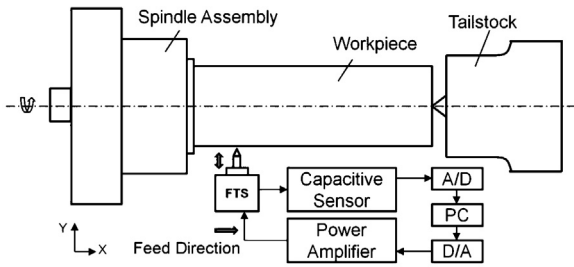 Spindle Assembly
Workpiece
Tailstock
FTS
Capacitive
Sensor
A/D
PC
D/A
Power
Amplifier
Feed Direction
Y
X